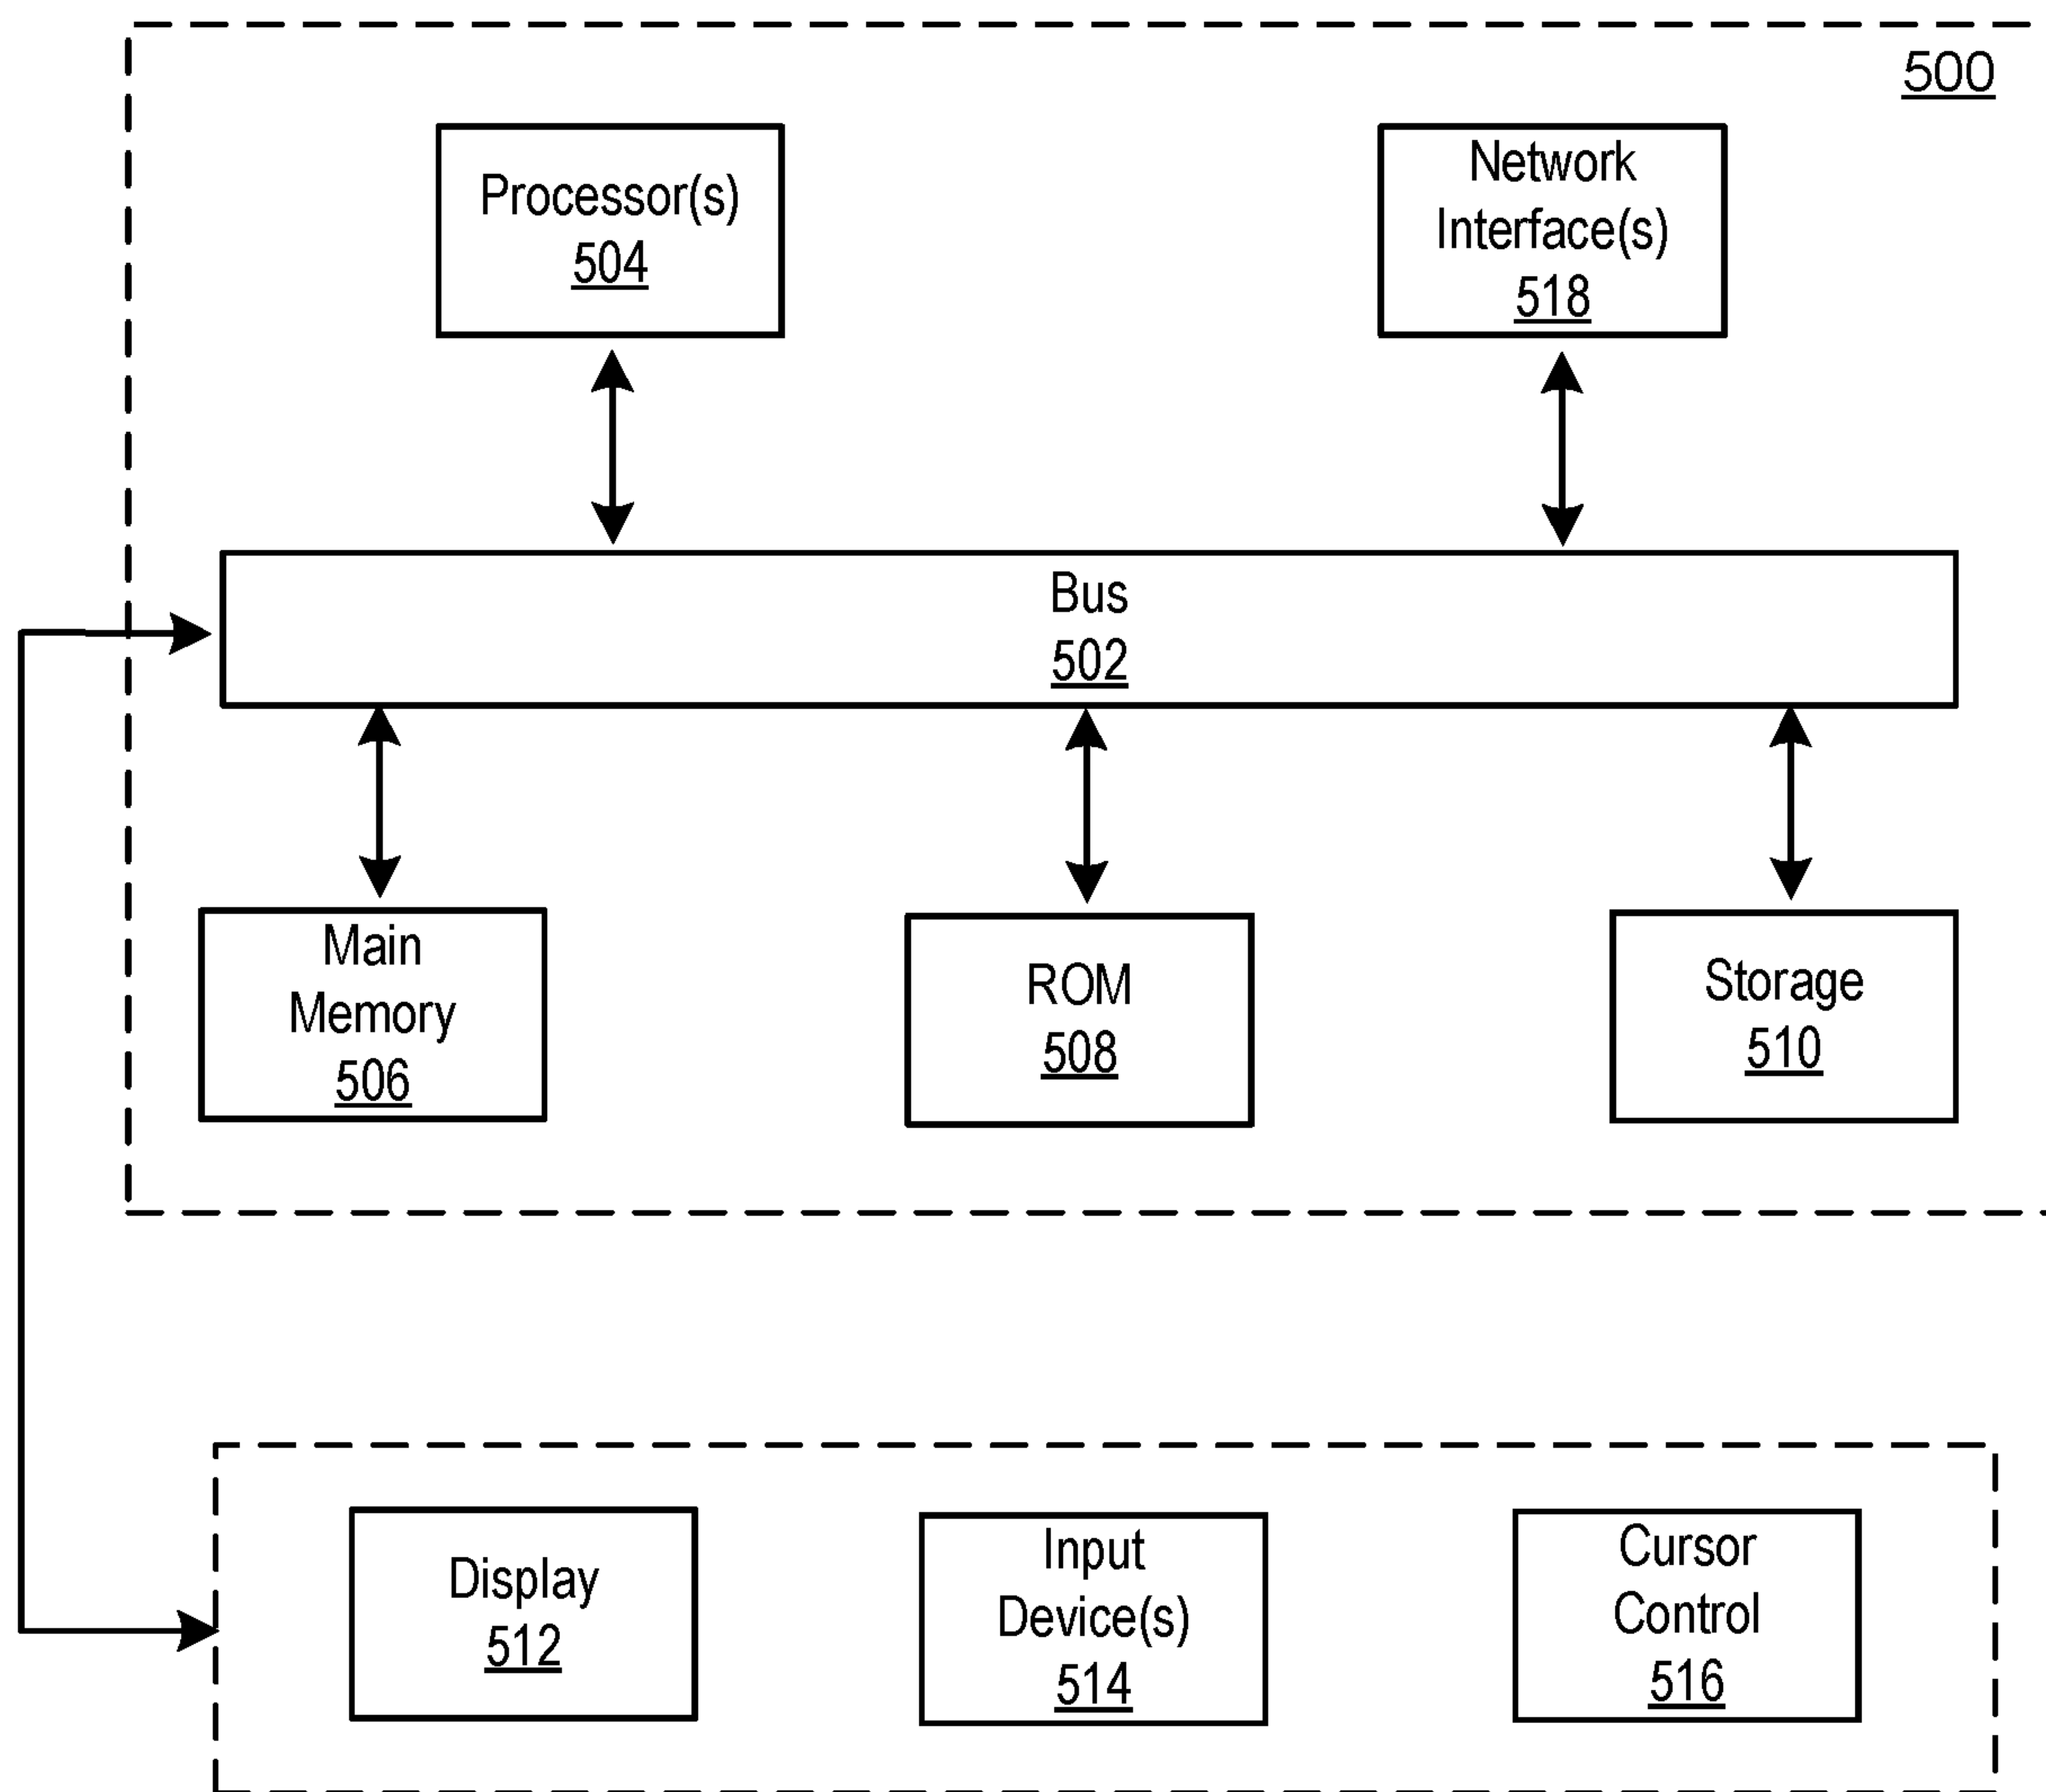 500
Processor(s)
504
Network
Interface(s)
518
Bus
502
Main
Memory
506
ROM
508
Storage
510
Display
512
Input
Device(s)
514
Cursor
Control
516